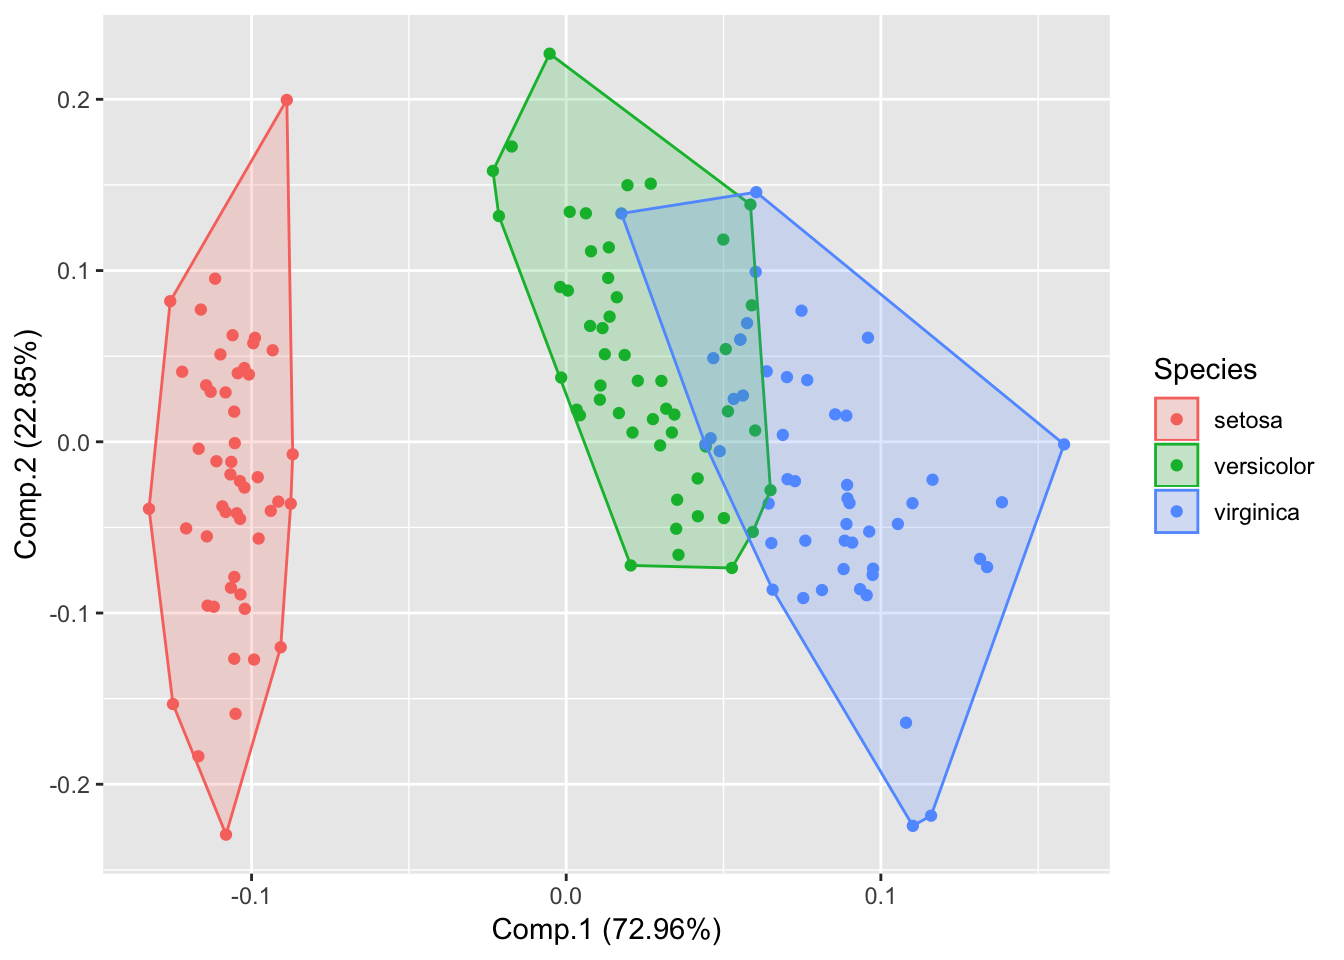 0.2
0.1
0.0
-0.1
-0.2
Comp.2 (22.85%)
-0.1
0.0
0.1
Comp.1 (72.96%)
Species
setosa
versicolor
virginica